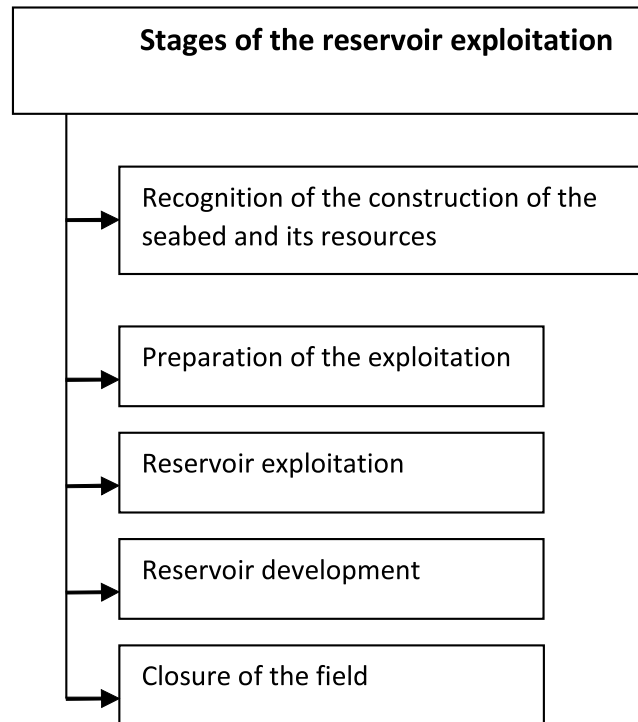 Stages of the reservoir exploitation
Recognition of the construction of the
seabed and its resources
Preparation of the exploitation
Reservoir exploitation
Reservoir development
Closure of the field